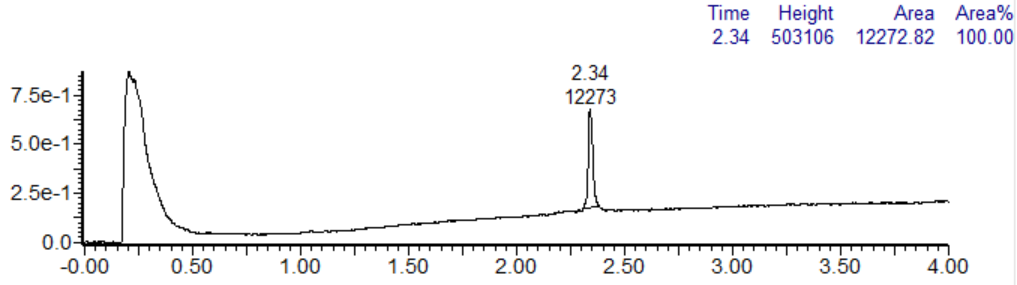 Time Height Area Area%
2.34 503106 12272.82 100.00
2.34
12273
7.5e-1
5.0e-1
2.5e-1
0.0
-0.00 0.50 1.00 1.50 2.00 2.50 3.00 3.50 4.00